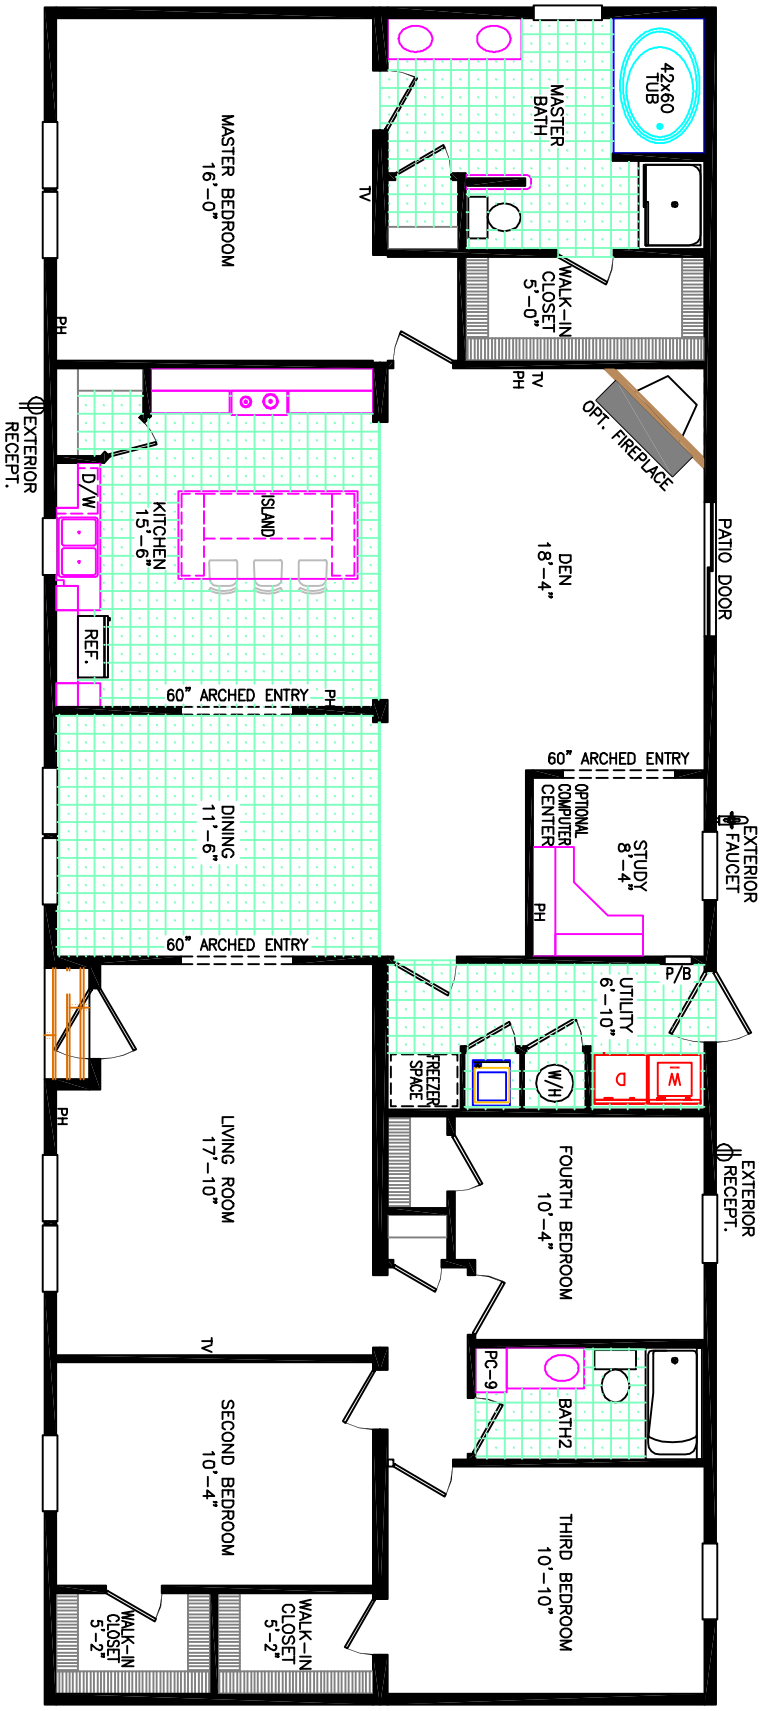 42x60
TUB
MASTER
BATH
MASTER BEDROOM
16'-0"
TV
WALK-IN
CLOSET
5'-0"
PH
TV
PH
OPT. FIREPLACE
EXTERIOR
RECEPT.
D/W
KITCHEN
15'-6"
ISLAND
DEN
18'-4"
PATIO DOOR
REF.
60" ARCHED ENTRY
PH
60" ARCHED ENTRY
DINING
11'-6"
OPTIONAL
COMPUTER
CENTER
STUDY
8'-4"
EXTERIOR
FAUCET
PH
60" ARCHED ENTRY
P/B
UTILITY
6'-10"
FREEZER
SPACE
W/H
D
W
PH
LIVING ROOM
17'-10"
FOURTH BEDROOM
10'-4"
EXTERIOR
RECEPT.
TV
PC-9
BATH2
SECOND BEDROOM
10'-4"
THIRD BEDROOM
10'-10"
WALK-IN
CLOSET
5'-2"
WALK-IN
CLOSET
5'-2"